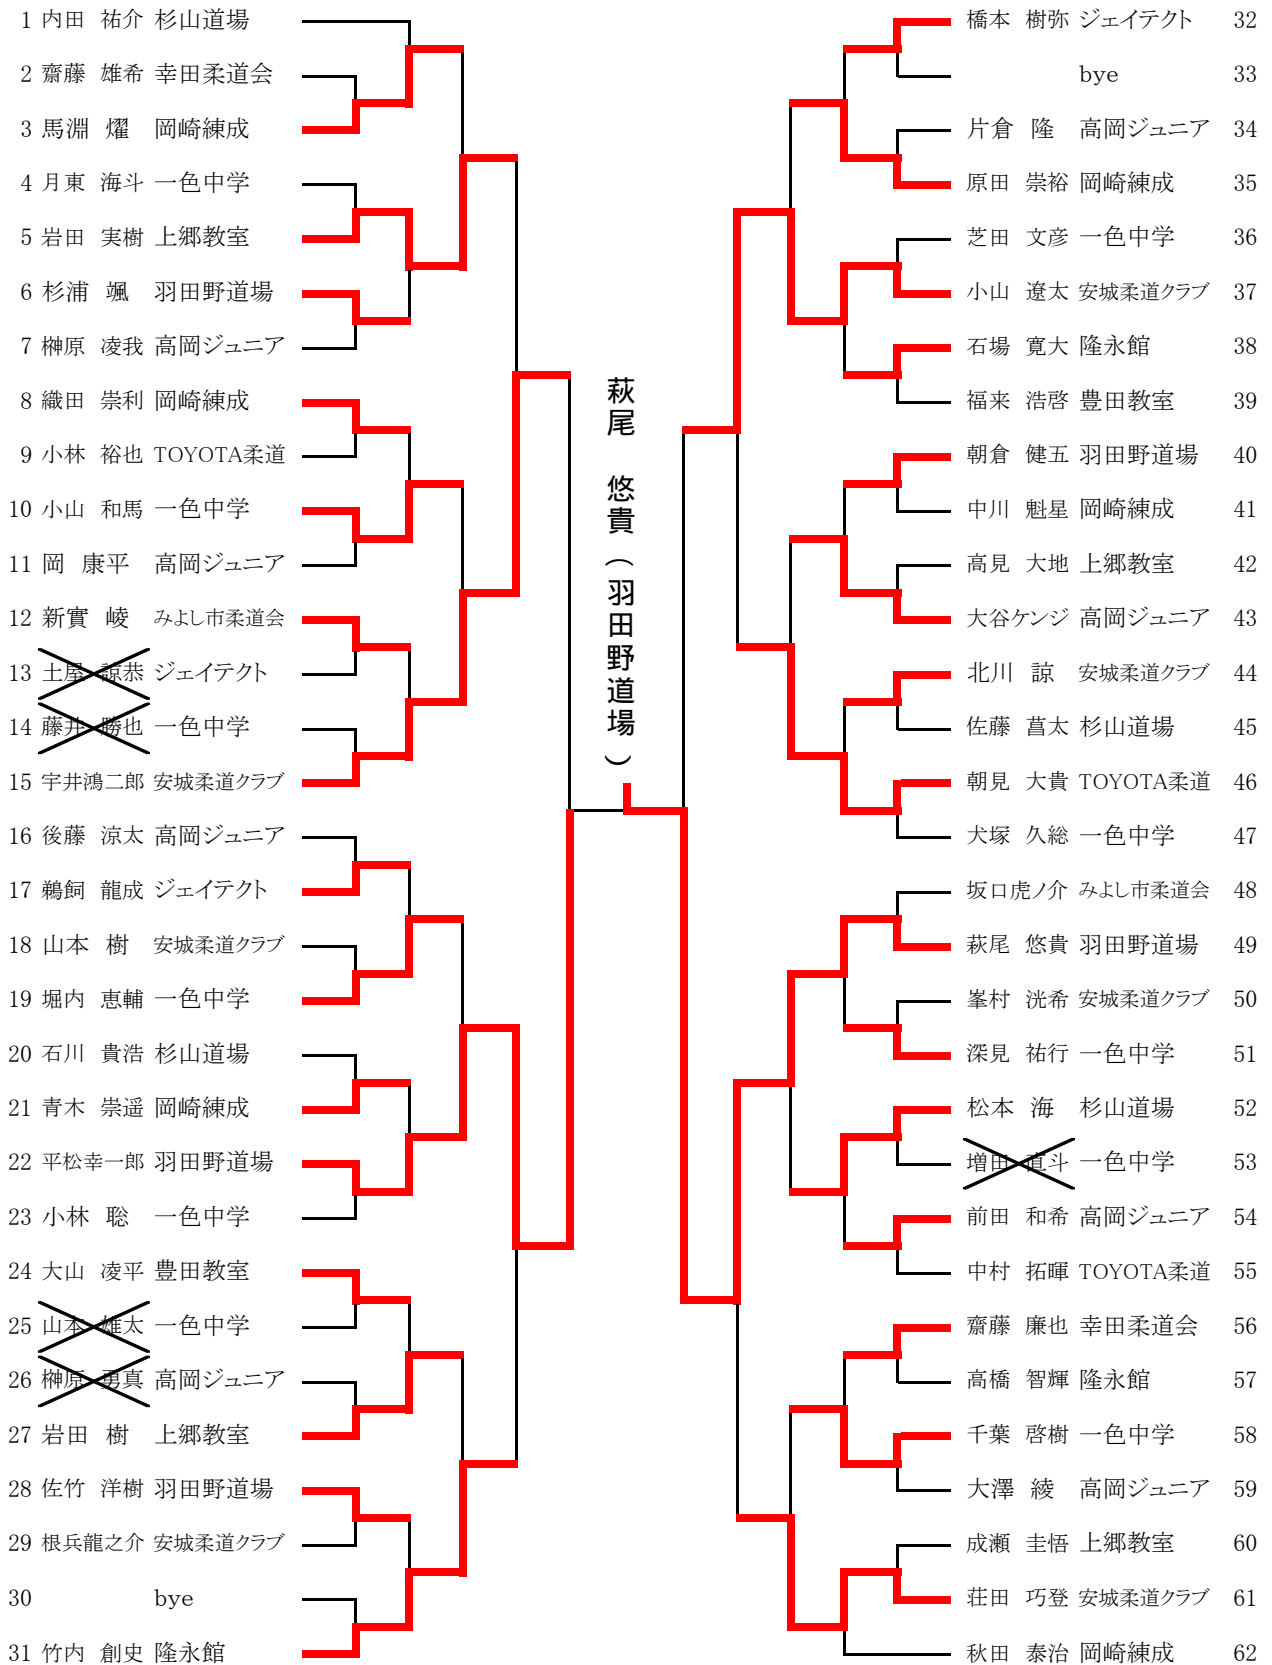 1 内田 祐介 杉山道場
2 齋藤 雄希 幸田柔道会
3 馬淵 燿 岡崎練成
4 月東 海斗 一色中学
5 岩田 実樹 上郷教室
6 杉浦 颯 羽田野道場
7 榊原 凌我 高岡ジュニア
8 織田 崇利 岡崎練成
9 小林 裕也 TOYOTA柔道
10 小山 和馬 一色中学
11 岡 康平 高岡ジュニア
12 新實 崚 みよし市柔道会
13 土屋 諒恭 ジェイテクト
14 藤井 勝也 一色中学
15 宇井鴻二郎 安城柔道クラブ
16 後藤 涼太 高岡ジュニア
17 鵜飼 龍成 ジェイテクト
18 山本 樹 安城柔道クラブ
19 堀内 恵輔 一色中学
20 石川 貴浩 杉山道場
21 青木 崇遥 岡崎練成
22 平松幸一郎 羽田野道場
23 小林 聡 一色中学
24 大山 凌平 豊田教室
25 山本 雄太 一色中学
26 榊原 勇真 高岡ジュニア
27 岩田 樹 上郷教室
28 佐竹 洋樹 羽田野道場
29 根兵龍之介 安城柔道クラブ
30 bye
31 竹内 創史 隆永館
萩尾 悠貴（羽田野道場）
橋本 樹弥 ジェイテクト 32
bye 33
片倉 隆 高岡ジュニア 34
原田 崇裕 岡崎練成 35
芝田 文彦 一色中学 36
小山 遼太 安城柔道クラブ 37
石場 寛大 隆永館 38
福来 浩啓 豊田教室 39
朝倉 健五 羽田野道場 40
中川 魁星 岡崎練成 41
高見 大地 上郷教室 42
大谷ケンジ 高岡ジュニア 43
北川 諒 安城柔道クラブ 44
佐藤 菖太 杉山道場 45
朝見 大貴 TOYOTA柔道 46
犬塚 久総 一色中学 47
坂口虎ノ介 みよし市柔道会 48
萩尾 悠貴 羽田野道場 49
峯村 洸希 安城柔道クラブ 50
深見 祐行 一色中学 51
松本 海 杉山道場 52
増田 直斗 一色中学 53
前田 和希 高岡ジュニア 54
中村 拓暉 TOYOTA柔道 55
齋藤 廉也 幸田柔道会 56
高橋 智輝 隆永館 57
千葉 啓樹 一色中学 58
大澤 綾 高岡ジュニア 59
成瀬 圭悟 上郷教室 60
荘田 巧登 安城柔道クラブ 61
秋田 泰治 岡崎練成 62